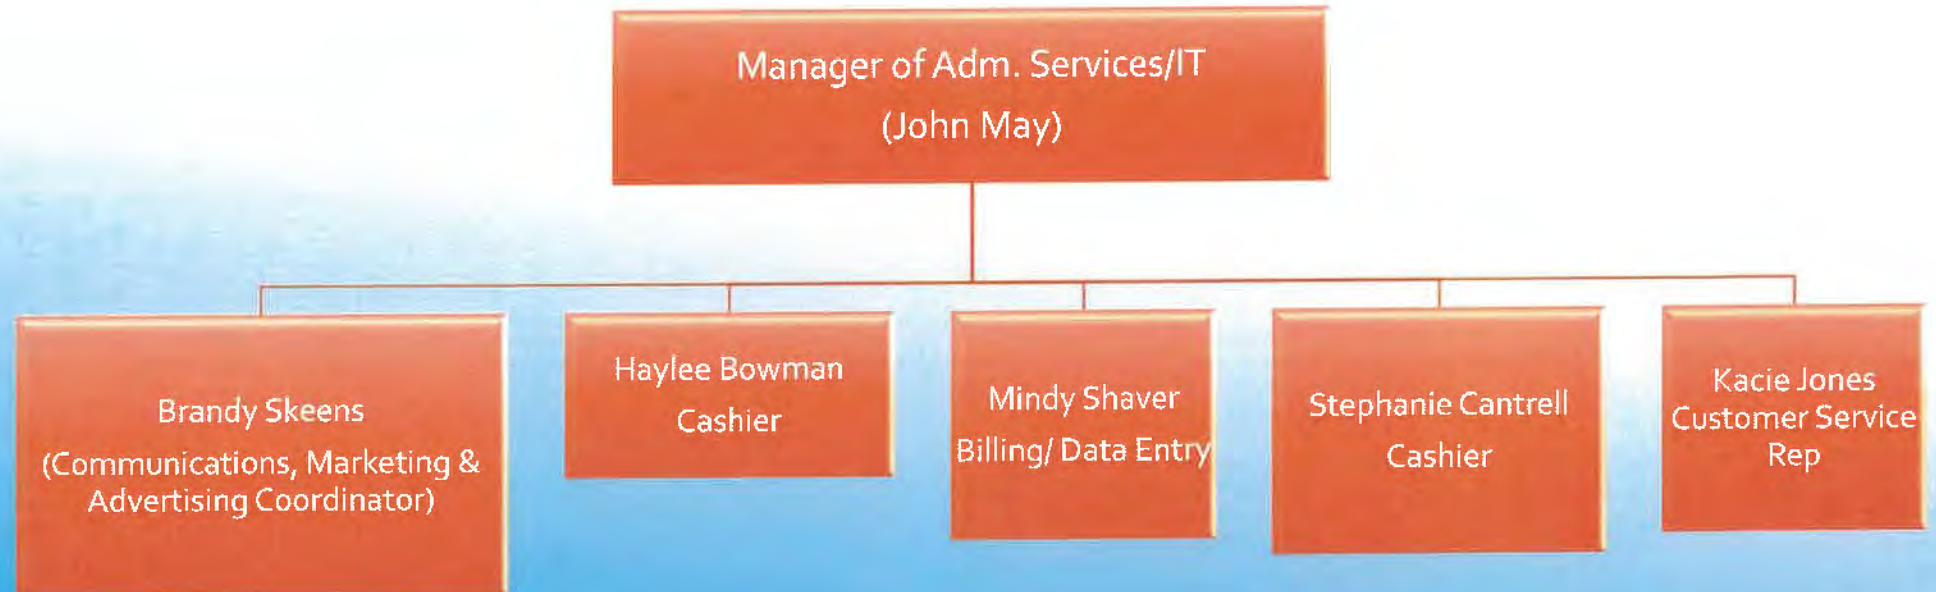 Manager of Adm. Services/IT
(John May)
Brandy Skeens
(Communications, Marketing &
Advertising Coordinator)
Haylee Bowman
Cashier
Mindy Shaver
Billing/ Data Entry
Stephanie Cantrell
Cashier
Kacie Jones
Customer Service
Rep